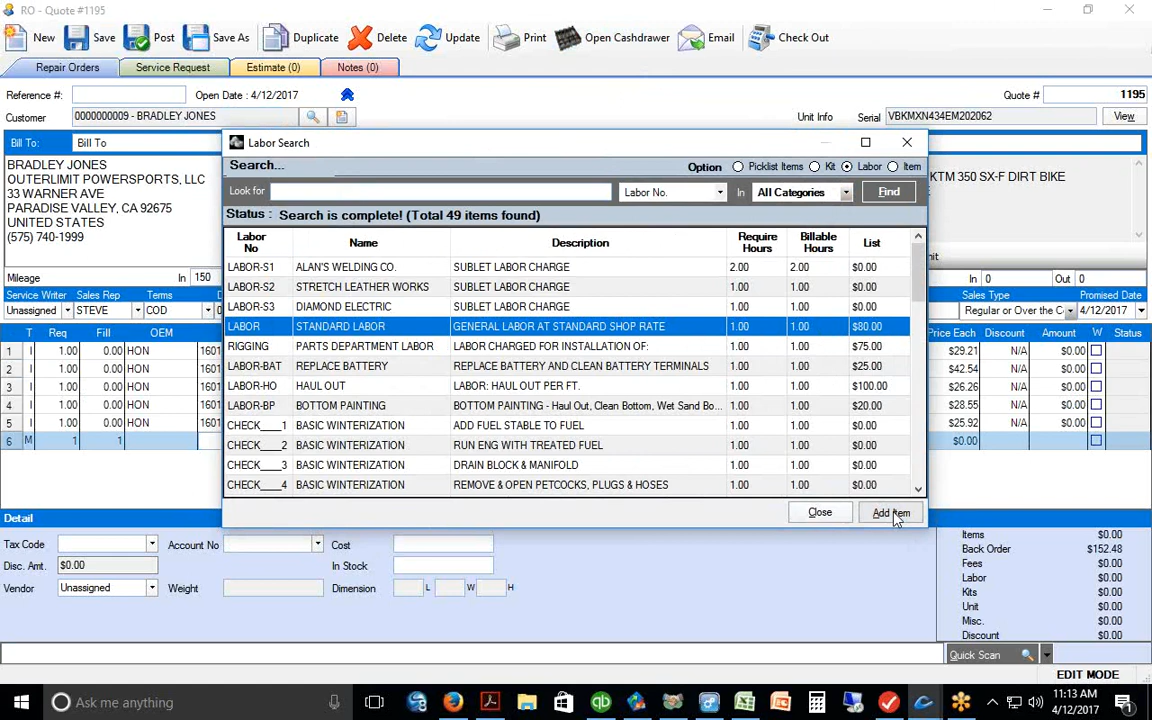 RO - Quote #1195
New Save Post Save As Duplicate Delete Update Print Open Cashdrawer Email Check Out
Repair Orders Service Request Estimate (0) Notes (0)
Reference #: Open Date : 4/12/2017 Quote # 1195
Customer 0000000009 - BRADLEY JONES Unit Info Serial VBKMXN434EM202062 View
Bill To: Bill To
BRADLEY JONES
OUTERLIMIT POWERSPORTS, LLC
33 WARNER AVE
PARADISE VALLEY, CA 92675
UNITED STATES
(575) 740-1999
KTM 350 SX-F DIRT BIKE
Mileage In 150 In 0 Out 0
Service Writer Sales Rep Terms Sales Type Promised Date
Unassigned STEVE COD Regular or Over the C 4/12/2017
T Req Fill OEM Price Each Discount Amount W Status
1 I 1.00 0.00 HON 1601 $29.21 N/A $0.00
2 I 1.00 0.00 HON 1601 $42.54 N/A $0.00
3 I 1.00 0.00 HON 1601 $26.26 N/A $0.00
4 I 1.00 0.00 HON 1601 $28.55 N/A $0.00
5 I 1.00 0.00 HON 1601 $25.92 N/A $0.00
6 M 1 1 $0.00
Labor Search
Search... Option Picklist Items Kit Labor Item
Look for Labor No. In All Categories Find
Status : Search is complete! (Total 49 items found)
Labor No Name Description Require Hours Billable Hours List
LABOR-S1 ALAN'S WELDING CO. SUBLET LABOR CHARGE 2.00 2.00 $0.00
LABOR-S2 STRETCH LEATHER WORKS SUBLET LABOR CHARGE 1.00 1.00 $0.00
LABOR-S3 DIAMOND ELECTRIC SUBLET LABOR CHARGE 1.00 1.00 $0.00
LABOR STANDARD LABOR GENERAL LABOR AT STANDARD SHOP RATE 1.00 1.00 $80.00
RIGGING PARTS DEPARTMENT LABOR LABOR CHARGED FOR INSTALLATION OF: 1.00 1.00 $75.00
LABOR-BAT REPLACE BATTERY REPLACE BATTERY AND CLEAN BATTERY TERMINALS 1.00 1.00 $25.00
LABOR-HO HAUL OUT LABOR: HAUL OUT PER FT. 1.00 1.00 $100.00
LABOR-BP BOTTOM PAINTING BOTTOM PAINTING - Haul Out, Clean Bottom, Wet Sand Bo... 1.00 1.00 $20.00
CHECK___1 BASIC WINTERIZATION ADD FUEL STABLE TO FUEL 1.00 1.00 $0.00
CHECK___2 BASIC WINTERIZATION RUN ENG WITH TREATED FUEL 1.00 1.00 $0.00
CHECK___3 BASIC WINTERIZATION DRAIN BLOCK & MANIFOLD 1.00 1.00 $0.00
CHECK___4 BASIC WINTERIZATION REMOVE & OPEN PETCOCKS, PLUGS & HOSES 1.00 1.00 $0.00
Close Add Item
Detail
Tax Code Account No Cost
Disc. Amt. $0.00 In Stock
Vendor Unassigned Weight Dimension L W H
Items $0.00
Back Order $152.48
Fees $0.00
Labor $0.00
Kits $0.00
Unit $0.00
Misc. $0.00
Discount $0.00
Quick Scan
EDIT MODE
Ask me anything
11:13 AM
4/12/2017
1